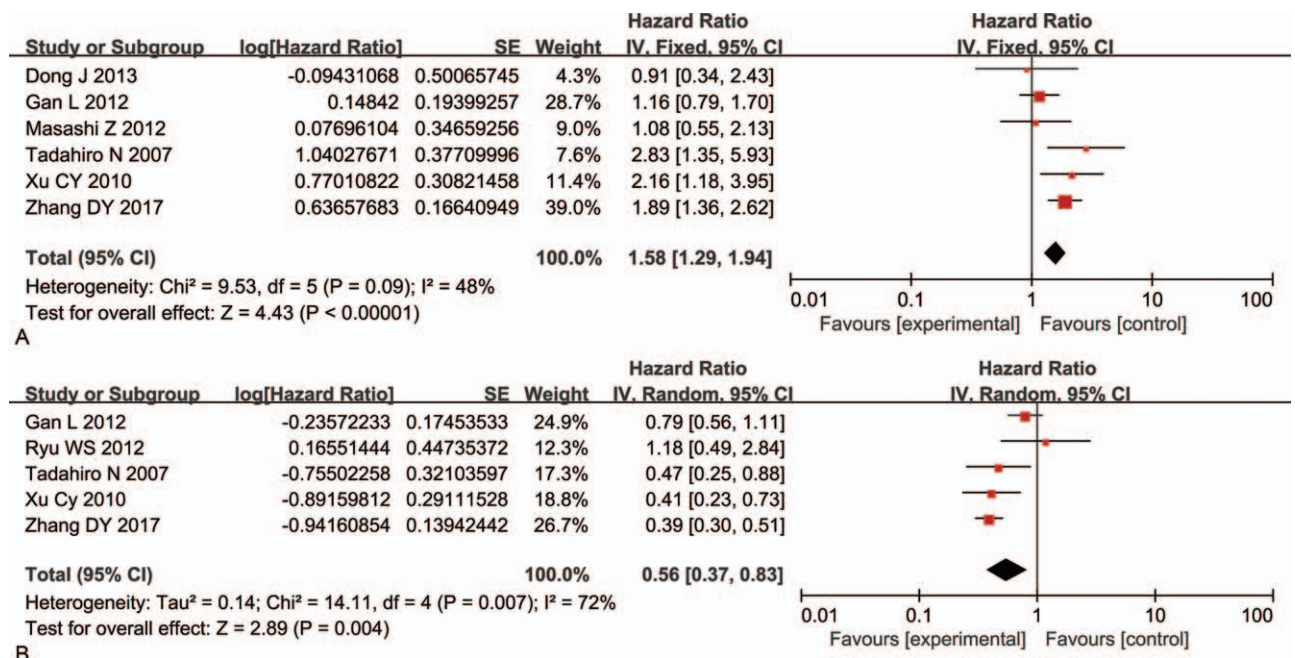 Hazard Ratio Hazard Ratio
Study or Subgroup log[Hazard Ratio] SE Weight IV, Fixed, 95% CI IV, Fixed, 95% CI
Dong J 2013 -0.09431068 0.50065745 4.3% 0.91 [0.34, 2.43]
Gan L 2012 0.14842 0.19399257 28.7% 1.16 [0.79, 1.70]
Masashi Z 2012 0.07696104 0.34659256 9.0% 1.08 [0.55, 2.13]
Tadahiro N 2007 1.04027671 0.37709996 7.6% 2.83 [1.35, 5.93]
Xu CY 2010 0.77010822 0.30821458 11.4% 2.16 [1.18, 3.95]
Zhang DY 2017 0.63657683 0.16640949 39.0% 1.89 [1.36, 2.62]
Total (95% CI) 100.0% 1.58 [1.29, 1.94]
Heterogeneity: Chi² = 9.53, df = 5 (P = 0.09); I² = 48%
Test for overall effect: Z = 4.43 (P < 0.00001)
0.01 0.1 1 10 100
Favours [experimental] Favours [control]
A
Hazard Ratio Hazard Ratio
Study or Subgroup log[Hazard Ratio] SE Weight IV, Random, 95% CI IV, Random, 95% CI
Gan L 2012 -0.23572233 0.17453533 24.9% 0.79 [0.56, 1.11]
Ryu WS 2012 0.16551444 0.44735372 12.3% 1.18 [0.49, 2.84]
Tadahiro N 2007 -0.75502258 0.32103597 17.3% 0.47 [0.25, 0.88]
Xu Cy 2010 -0.89159812 0.29111528 18.8% 0.41 [0.23, 0.73]
Zhang DY 2017 -0.94160854 0.13942442 26.7% 0.39 [0.30, 0.51]
Total (95% CI) 100.0% 0.56 [0.37, 0.83]
Heterogeneity: Tau² = 0.14; Chi² = 14.11, df = 4 (P = 0.007); I² = 72%
Test for overall effect: Z = 2.89 (P = 0.004)
0.01 0.1 1 10 100
Favours [experimental] Favours [control]
B